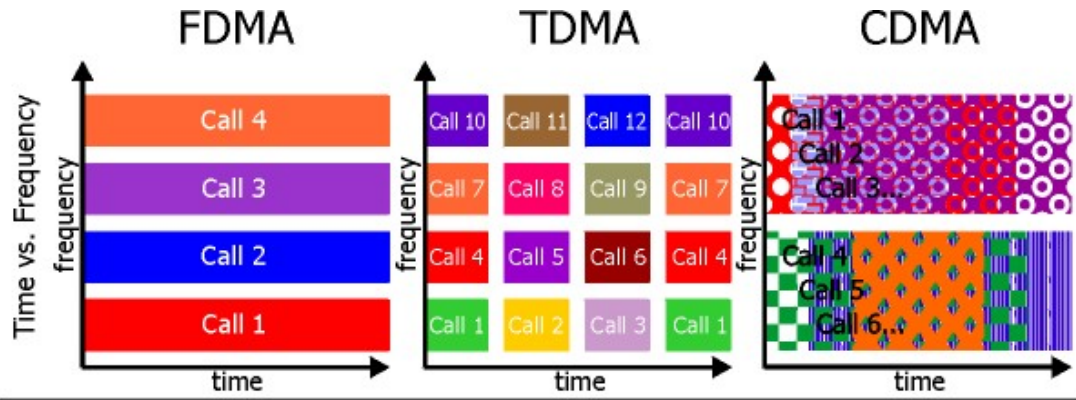 FDMA
TDMA
CDMA
Time vs. Frequency
frequency
Call 4
Call 3
Call 2
Call 1
time
frequency
Call 10 Call 11 Call 12 Call 10
Call 7 Call 8 Call 9 Call 7
Call 4 Call 5 Call 6 Call 4
Call 1 Call 2 Call 3 Call 1
time
frequency
Call 1
Call 2
Call 3...
Call 4
Call 5
Call 6...
time